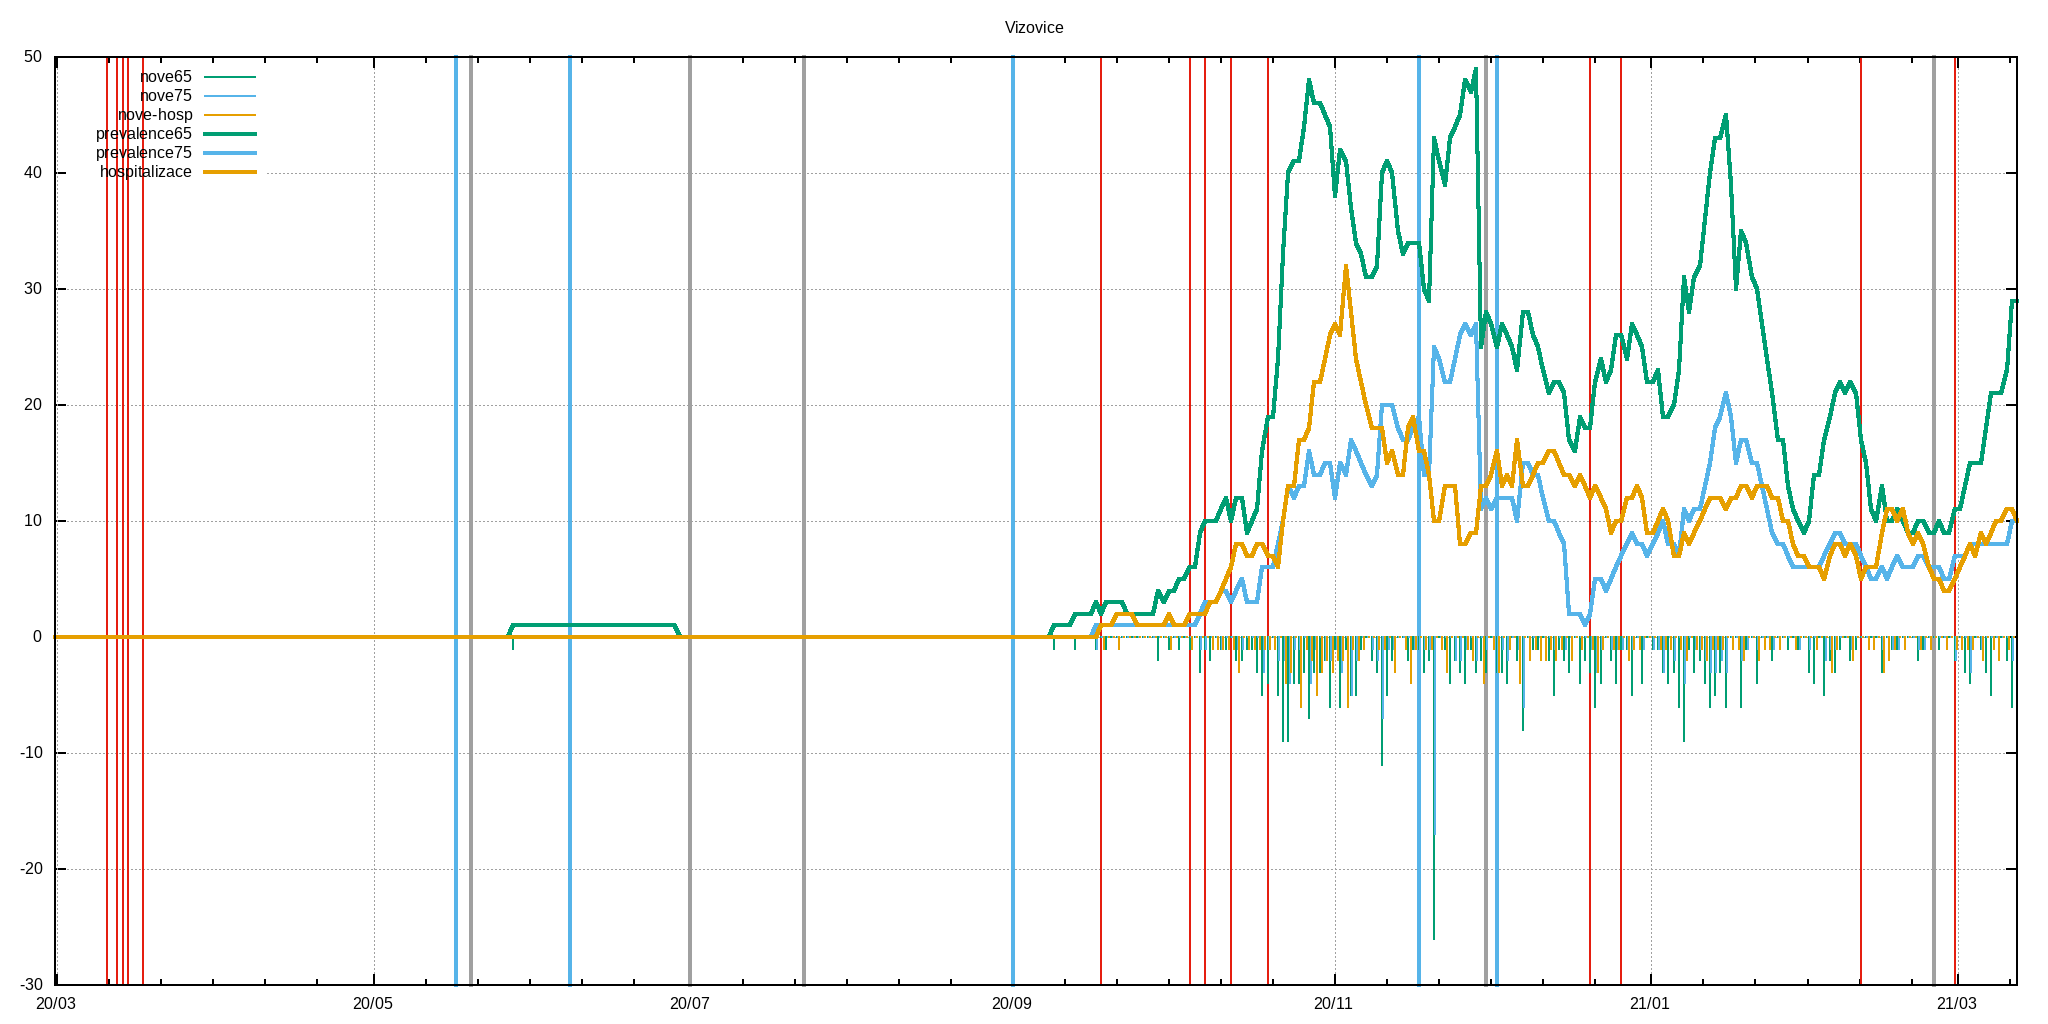 Vizovice
50
nove65
nove75
nove-hosp
prevalence65
prevalence75
hospitalizace
40
30
20
10
0
-10
-20
-30
20/03 20/05 20/07 20/09 20/11 21/01 21/03